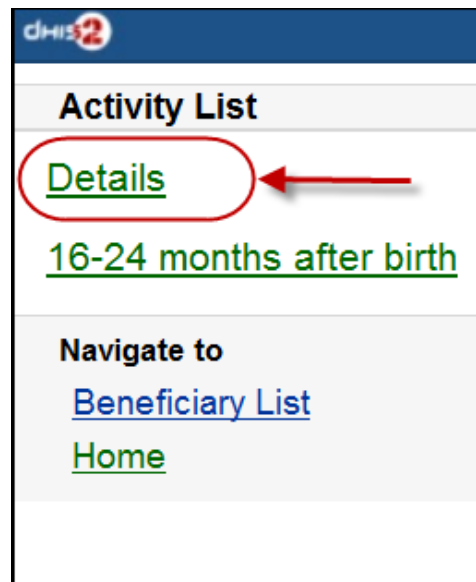 dHIS2
Activity List
Details
16-24 months after birth
Navigate to
Beneficiary List
Home